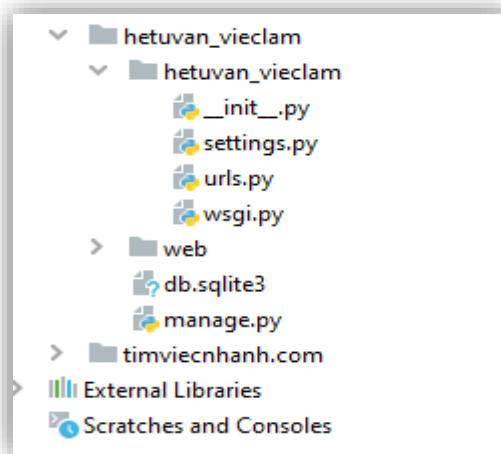 hetuvan_vieclam
hetuvan_vieclam
__init__.py
settings.py
urls.py
wsgi.py
web
db.sqlite3
manage.py
timviecnhanh.com
External Libraries
Scratches and Consoles